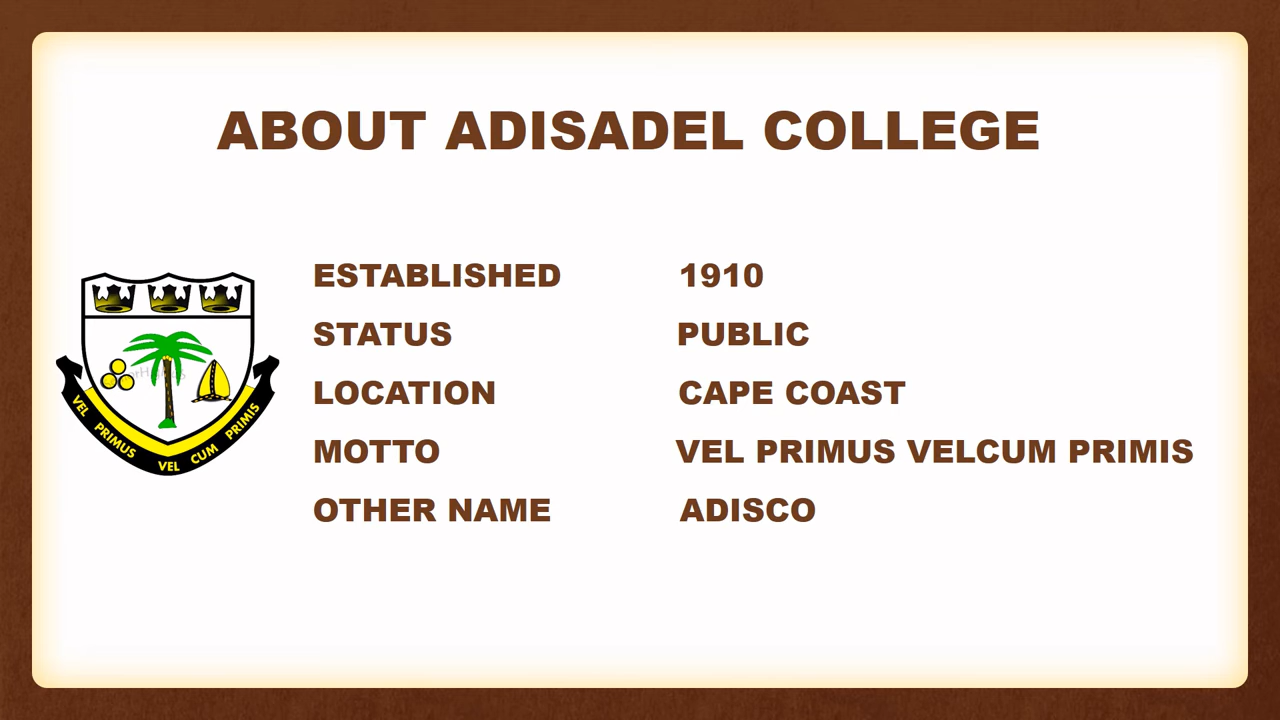 ABOUT ADISADEL COLLEGE
ESTABLISHED 1910
STATUS PUBLIC
LOCATION CAPE COAST
MOTTO VEL PRIMUS VELCUM PRIMIS
OTHER NAME ADISCO
VEL PRIMUS VEL CUM PRIMIS